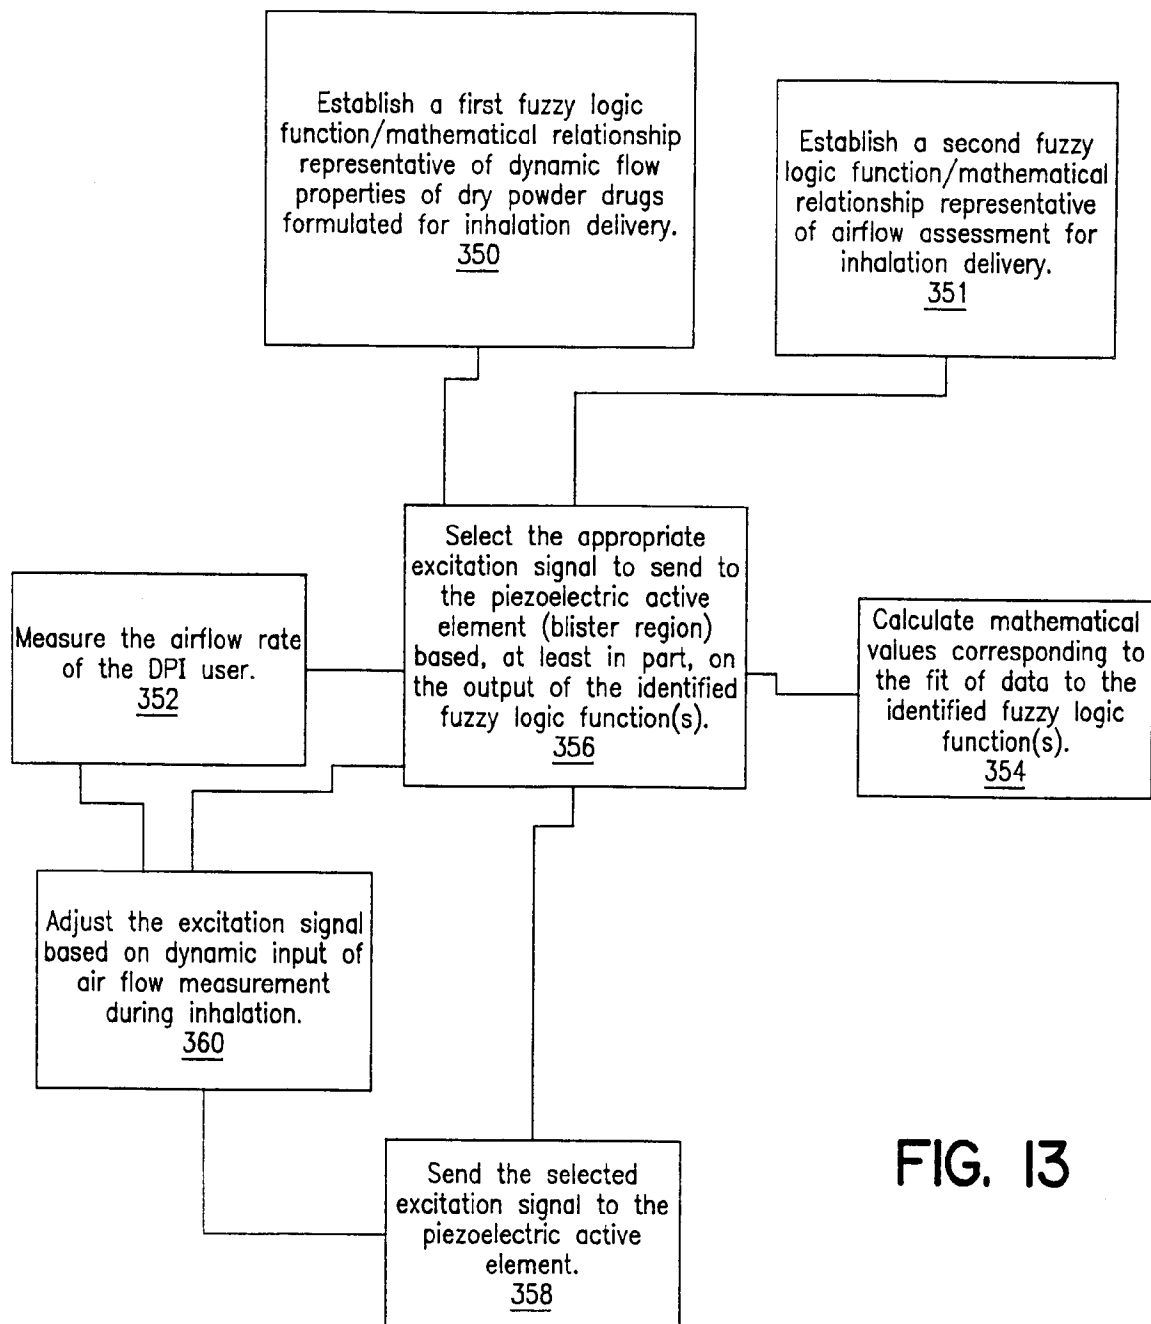 Establish a first fuzzy logic
function/mathematical relationship
representative of dynamic flow
properties of dry powder drugs
formulated for inhalation delivery.
350
Establish a second fuzzy
logic function/mathematical
relationship representative
of airflow assessment for
inhalation delivery.
351
Select the appropriate
excitation signal to send to
the piezoelectric active
element (blister region)
based, at least in part, on
the output of the identified
fuzzy logic function(s).
356
Measure the airflow rate
of the DPI user.
352
Calculate mathematical
values corresponding to
the fit of data to the
identified fuzzy logic
function(s).
354
Adjust the excitation signal
based on dynamic input of
air flow measurement
during inhalation.
360
Send the selected
excitation signal to the
piezoelectric active
element.
358
FIG. 13